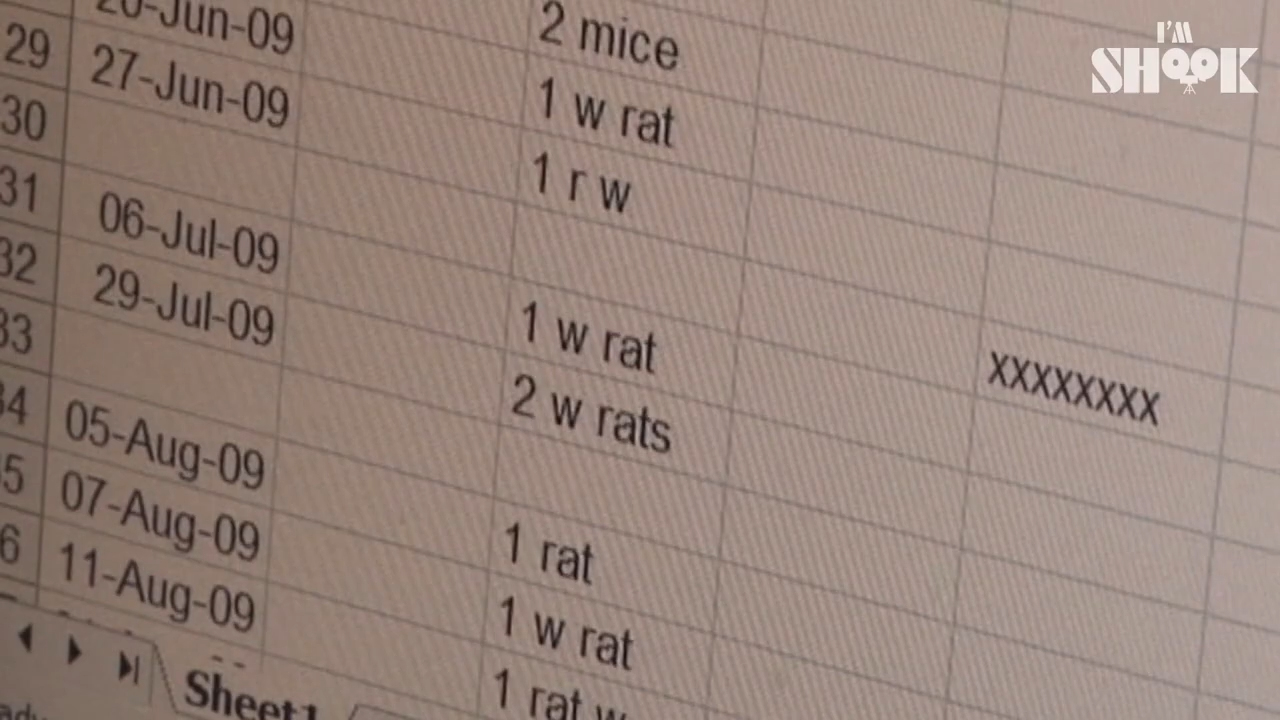 I'M
SHOOK
2 mice
20-Jun-09 1 w rat
29 27-Jun-09 1 r w
30 xxxxxxxx
31 06-Jul-09 1 w rat
32 29-Jul-09 2 w rats
33
34 05-Aug-09 1 rat
35 07-Aug-09 1 w rat
36 11-Aug-09 1 rat w
Sheet1